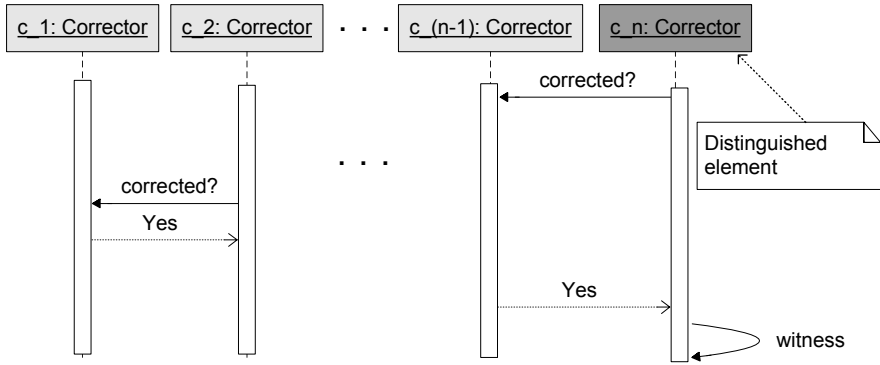 c_1: Corrector
c_2: Corrector
. . .
c_(n-1): Corrector
c_n: Corrector
corrected?
Distinguished
element
. . .
corrected?
Yes
Yes
witness